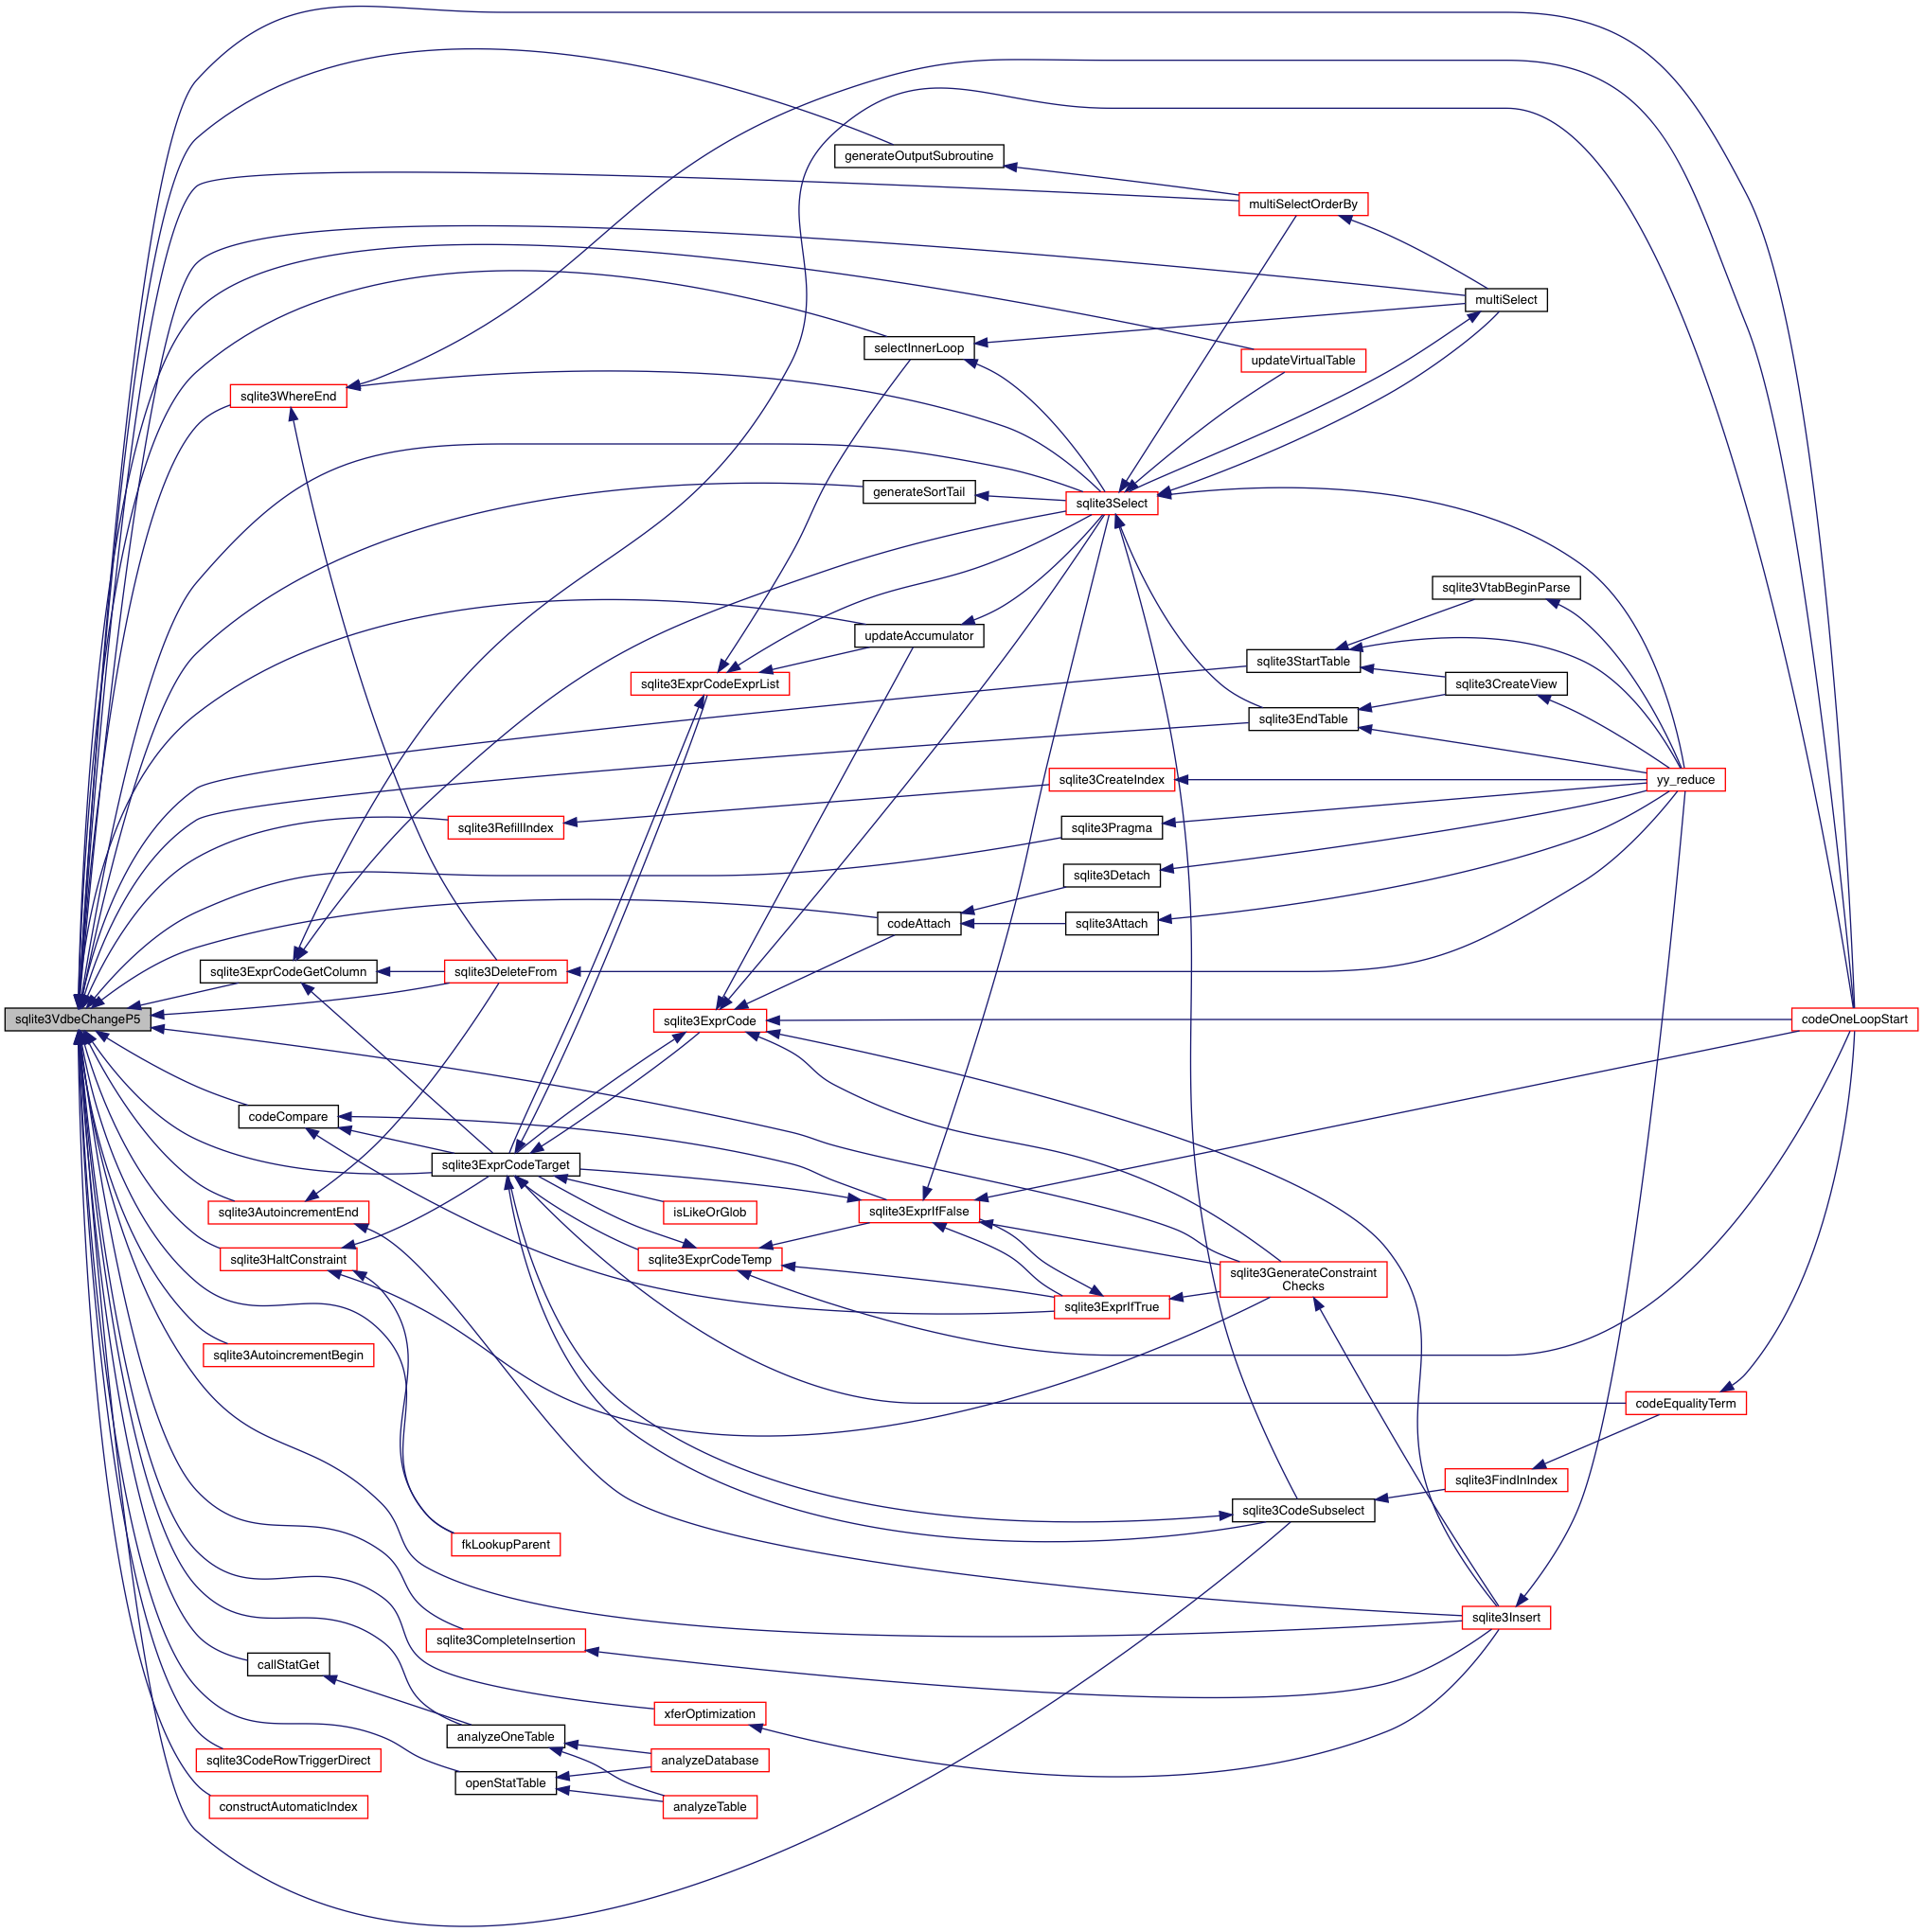 generateOutputSubroutine
multiSelectOrderBy
multiSelect
selectInnerLoop
updateVirtualTable
sqlite3WhereEnd
generateSortTail
sqlite3Select
sqlite3VtabBeginParse
updateAccumulator
sqlite3StartTable
sqlite3ExprCodeExprList
sqlite3CreateView
sqlite3EndTable
sqlite3CreateIndex
yy_reduce
sqlite3RefillIndex
sqlite3Pragma
sqlite3Detach
codeAttach
sqlite3Attach
sqlite3ExprCodeGetColumn
sqlite3DeleteFrom
sqlite3VdbeChangeP5
sqlite3ExprCode
codeOneLoopStart
codeCompare
sqlite3ExprCodeTarget
sqlite3AutoincrementEnd
isLikeOrGlob
sqlite3ExprIfFalse
sqlite3HaltConstraint
sqlite3ExprCodeTemp
sqlite3GenerateConstraint
Checks
sqlite3ExprIfTrue
sqlite3AutoincrementBegin
codeEqualityTerm
sqlite3FindInIndex
sqlite3CodeSubselect
fkLookupParent
sqlite3Insert
sqlite3CompleteInsertion
callStatGet
xferOptimization
analyzeOneTable
sqlite3CodeRowTriggerDirect
analyzeDatabase
openStatTable
constructAutomaticIndex
analyzeTable